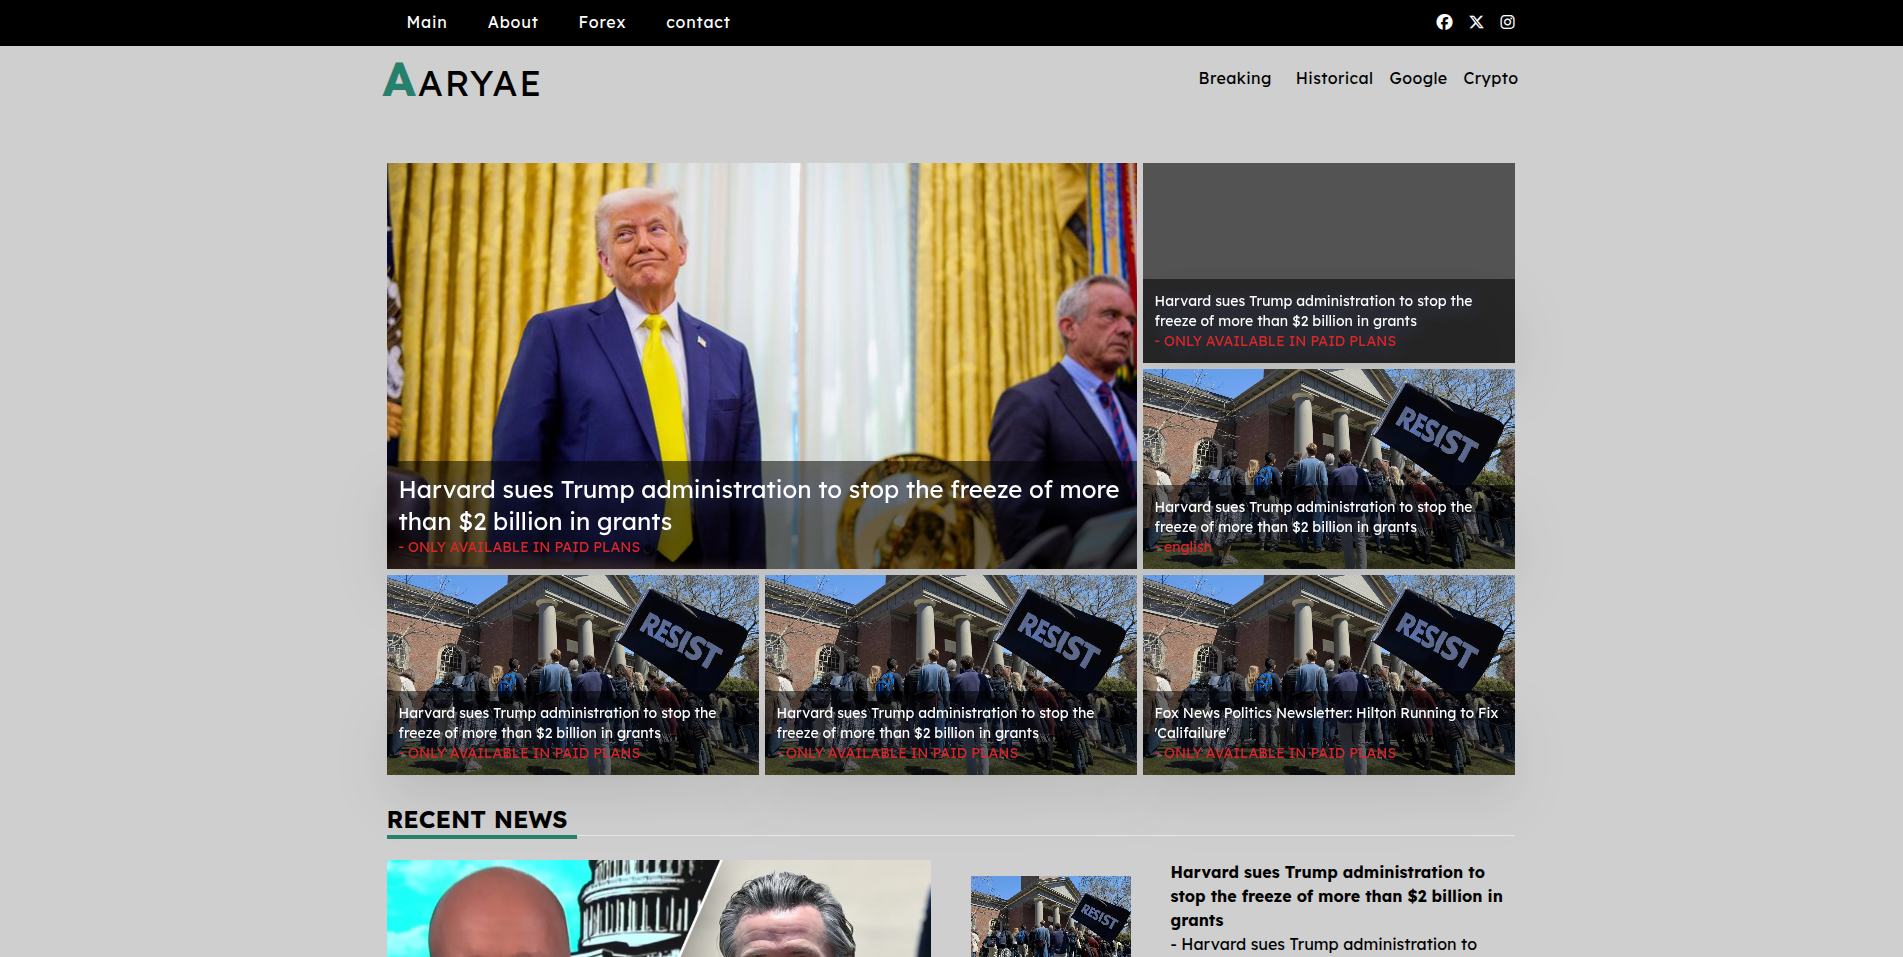 Main About Forex contact
AARYAE
Breaking Historical Google Crypto
Harvard sues Trump administration to stop the freeze of more
than $2 billion in grants
- ONLY AVAILABLE IN PAID PLANS
Harvard sues Trump administration to stop the
freeze of more than $2 billion in grants
- ONLY AVAILABLE IN PAID PLANS
RESIST
Harvard sues Trump administration to stop the
freeze of more than $2 billion in grants
- english
RESIST
Harvard sues Trump administration to stop the
freeze of more than $2 billion in grants
- ONLY AVAILABLE IN PAID PLANS
RESIST
Harvard sues Trump administration to stop the
freeze of more than $2 billion in grants
- ONLY AVAILABLE IN PAID PLANS
RESIST
Fox News Politics Newsletter: Hilton Running to Fix
'Califailure'
- ONLY AVAILABLE IN PAID PLANS
RECENT NEWS
RESIST
Harvard sues Trump administration to
stop the freeze of more than $2 billion in
grants
- Harvard sues Trump administration to